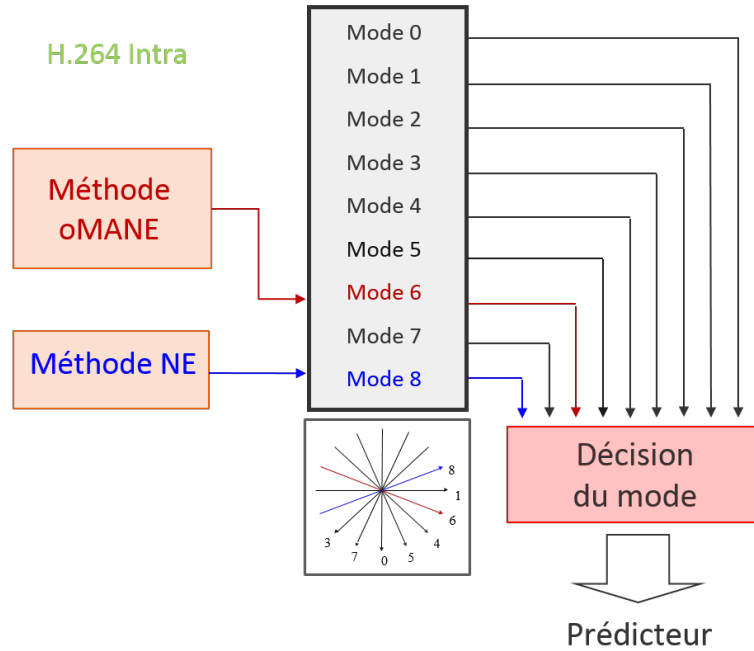 H.264 Intra
Mode 0
Mode 1
Mode 2
Mode 3
Mode 4
Mode 5
Mode 6
Mode 7
Mode 8
Méthode
oMANE
Méthode NE
8
1
6
4
5
0
7
3
Décision
du mode
Prédicteur